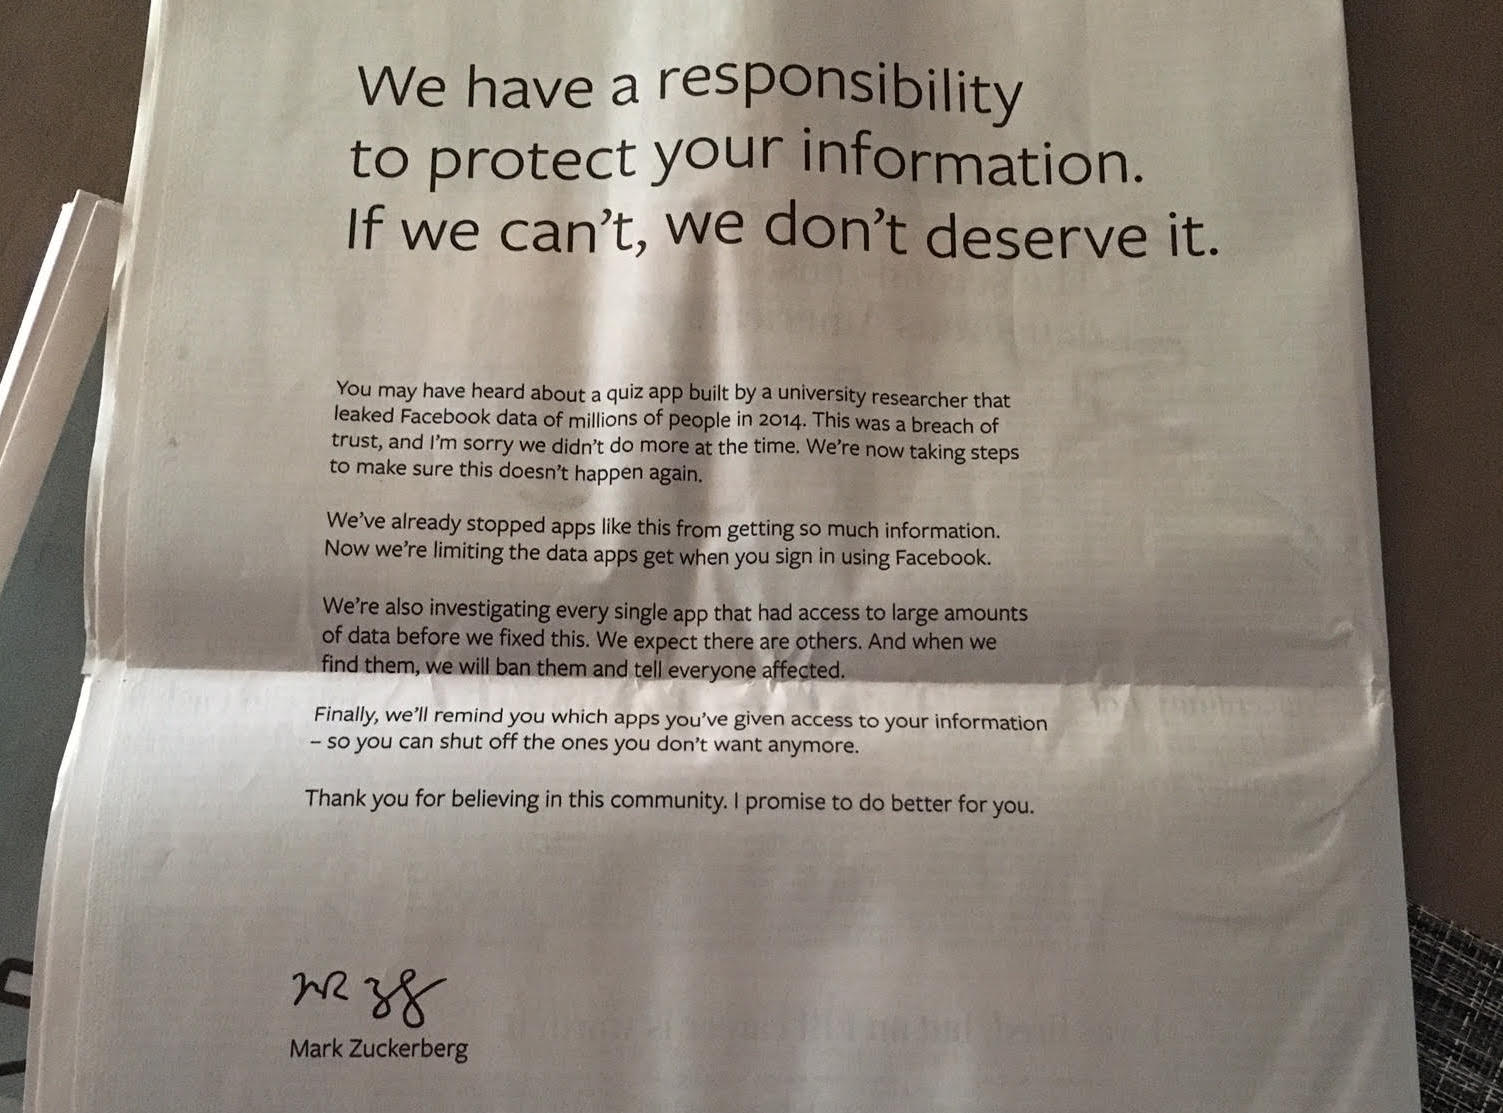 We have a responsibility
to protect your information.
If we can’t, we don’t deserve it.
You may have heard about a quiz app built by a university researcher that
leaked Facebook data of millions of people in 2014. This was a breach of
trust, and I’m sorry we didn’t do more at the time. We’re now taking steps
to make sure this doesn’t happen again.
We’ve already stopped apps like this from getting so much information.
Now we’re limiting the data apps get when you sign in using Facebook.
We’re also investigating every single app that had access to large amounts
of data before we fixed this. We expect there are others. And when we
find them, we will ban them and tell everyone affected.
Finally, we’ll remind you which apps you’ve given access to your information
– so you can shut off the ones you don’t want anymore.
Thank you for believing in this community. I promise to do better for you.
Mark Zuckerberg